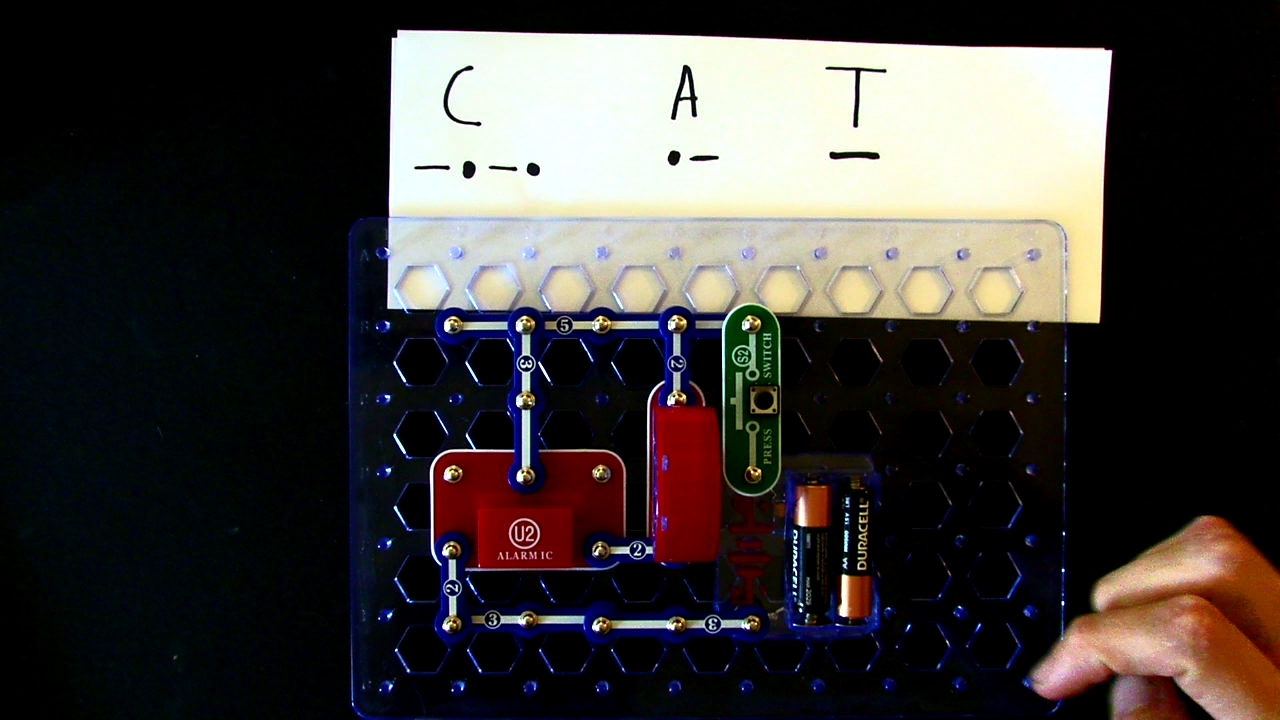 C A T
—•—• •— —
A
B
5
3
2
S2 SWITCH
PRESS
U2
ALARM IC
2
2
3
3
DURACELL
DURACELL